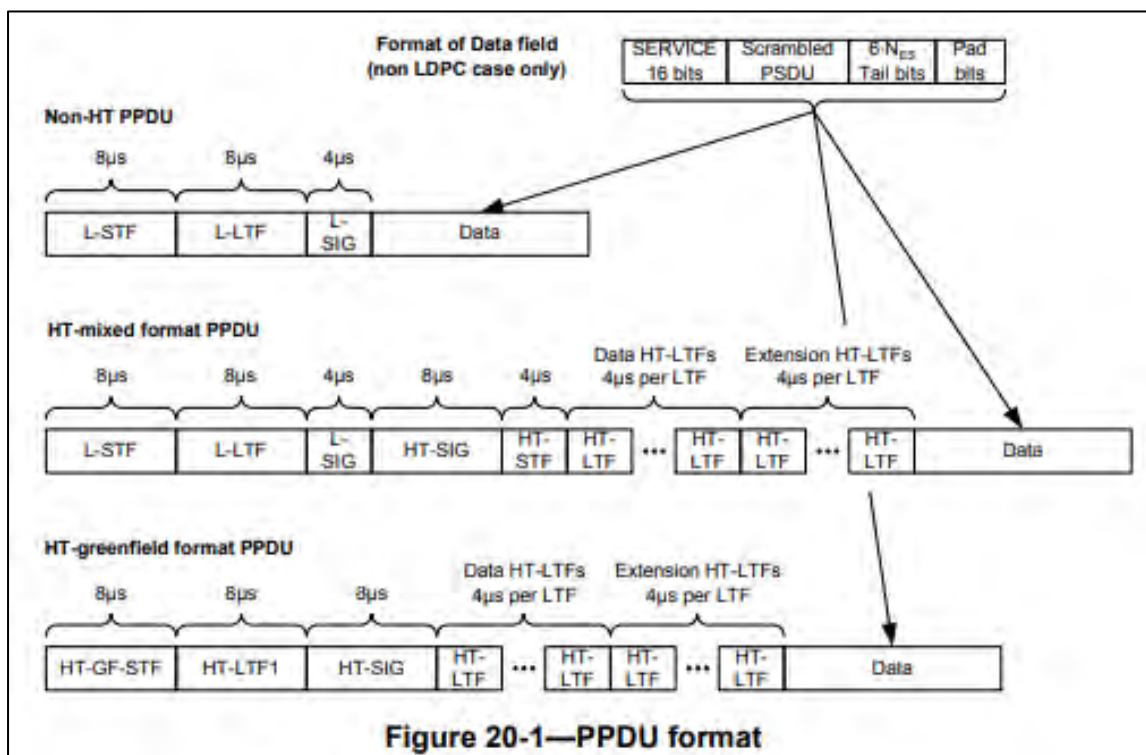 Format of Data field
(non LDPC case only)
SERVICE Scrambled 6·N_ES Pad
16 bits PSDU Tail bits bits
Non-HT PPDU
8µs 8µs 4µs
L-STF L-LTF L-SIG Data
HT-mixed format PPDU
Data HT-LTFs Extension HT-LTFs
8µs 8µs 4µs 8µs 4µs 4µs per LTF 4µs per LTF
L-STF L-LTF L-SIG HT-SIG HT-STF HT-LTF ••• HT-LTF HT-LTF ••• HT-LTF Data
HT-greenfield format PPDU
Data HT-LTFs Extension HT-LTFs
8µs 8µs 8µs 4µs per LTF 4µs per LTF
HT-GF-STF HT-LTF1 HT-SIG HT-LTF ••• HT-LTF HT-LTF ••• HT-LTF Data
Figure 20-1—PPDU format